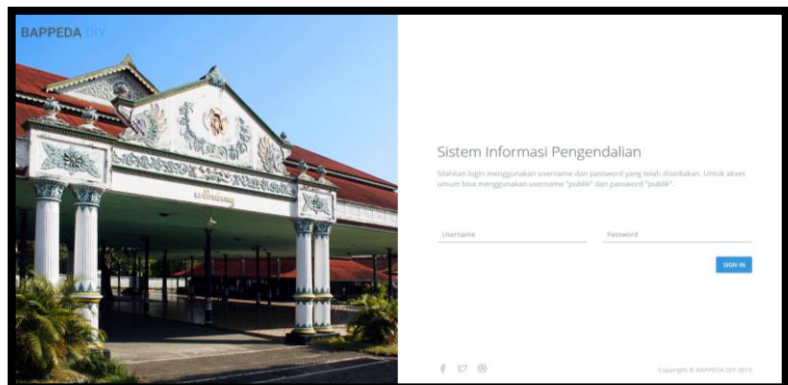 BAPPEDA DIY
Sistem Informasi Pengendalian
Silahkan login menggunakan username dan password yang telah disediakan. Untuk akses
umum bisa menggunakan username "publik" dan password "publik".
Username
Password
SIGN IN
Copyright © BAPPEDA DIY 2015